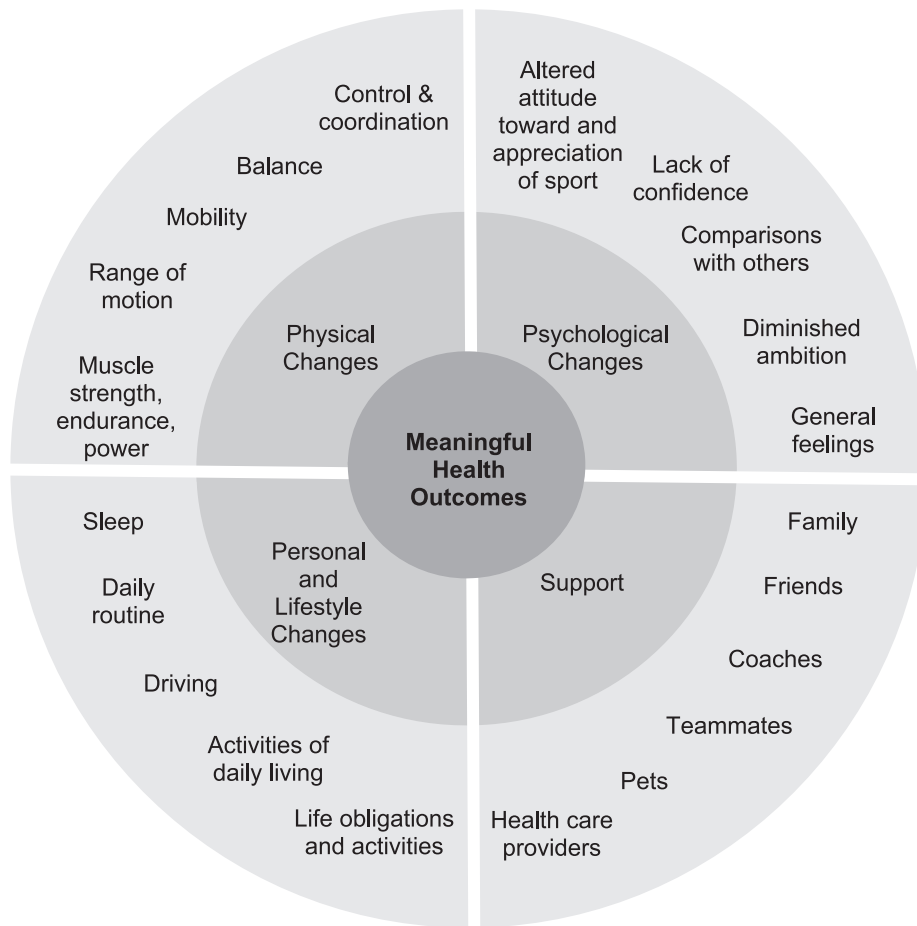 Control &
coordination
Balance
Mobility
Range of
motion
Muscle
strength,
endurance,
power
Physical
Changes
Altered
attitude
toward and
appreciation
of sport
Lack of
confidence
Comparisons
with others
Diminished
ambition
General
feelings
Psychological
Changes
Meaningful
Health
Outcomes
Sleep
Daily
routine
Driving
Activities of
daily living
Life obligations
and activities
Personal
and
Lifestyle
Changes
Support
Family
Friends
Coaches
Teammates
Pets
Health care
providers